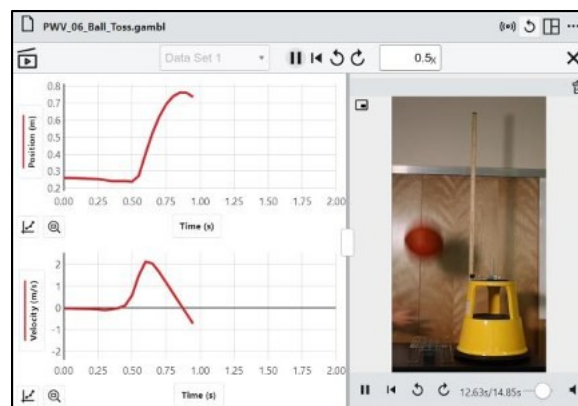 PWV_06_Ball_Toss.gambl
Data Set 1
0.5x
Position (m)
0.8
0.7
0.6
0.5
0.4
0.3
0.2
0.00 0.25 0.50 0.75 1.00 1.25 1.50 1.75 2.00
Time (s)
Velocity (m/s)
2
1
0
-1
-2
0.00 0.25 0.50 0.75 1.00 1.25 1.50 1.75 2.00
Time (s)
12.63s/14.85s